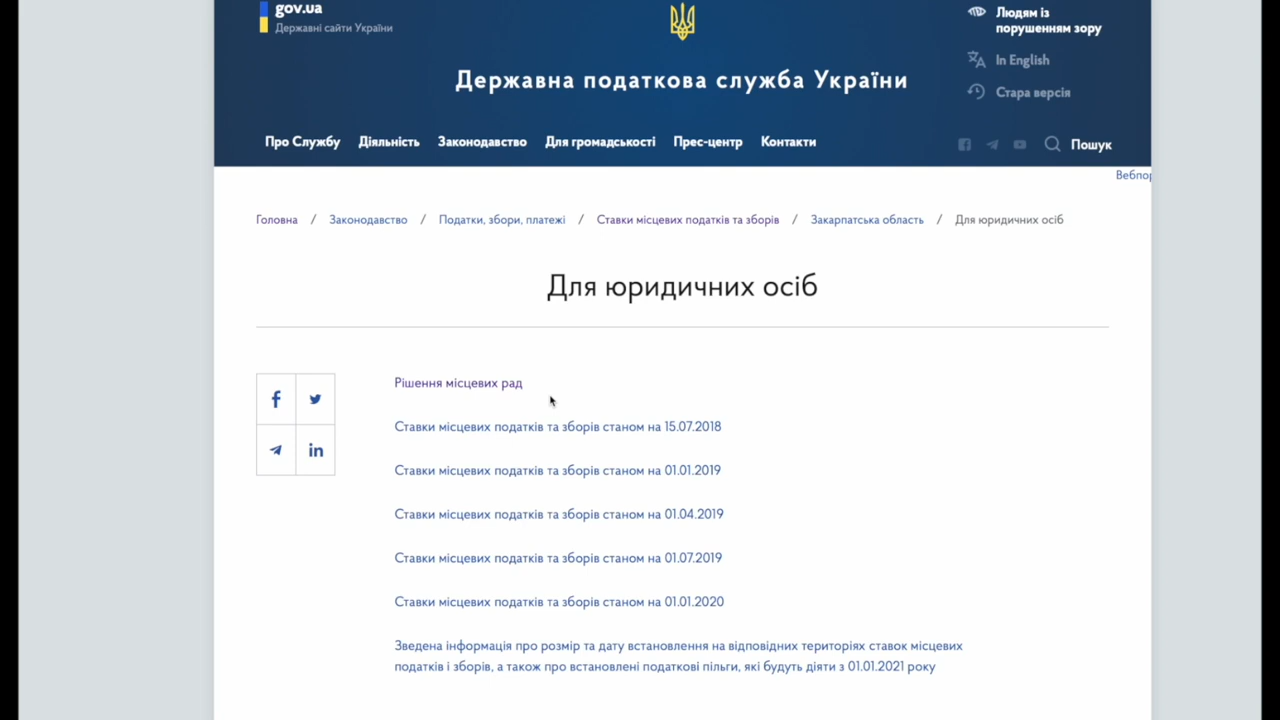 gov.ua
Державні сайти України
Людям із
порушенням зору
In English
Стара версія
Державна податкова служба України
Про Службу Діяльність Законодавство Для громадськості Прес-центр Контакти Пошук
Головна / Законодавство / Податки, збори, платежі / Ставки місцевих податків та зборів / Закарпатська область / Для юридичних осіб
Для юридичних осіб
Рішення місцевих рад
Ставки місцевих податків та зборів станом на 15.07.2018
Ставки місцевих податків та зборів станом на 01.01.2019
Ставки місцевих податків та зборів станом на 01.04.2019
Ставки місцевих податків та зборів станом на 01.07.2019
Ставки місцевих податків та зборів станом на 01.01.2020
Зведена інформація про розмір та дату встановлення на відповідних територіях ставок місцевих
податків і зборів, а також про встановлені податкові пільги, які будуть діяти з 01.01.2021 року